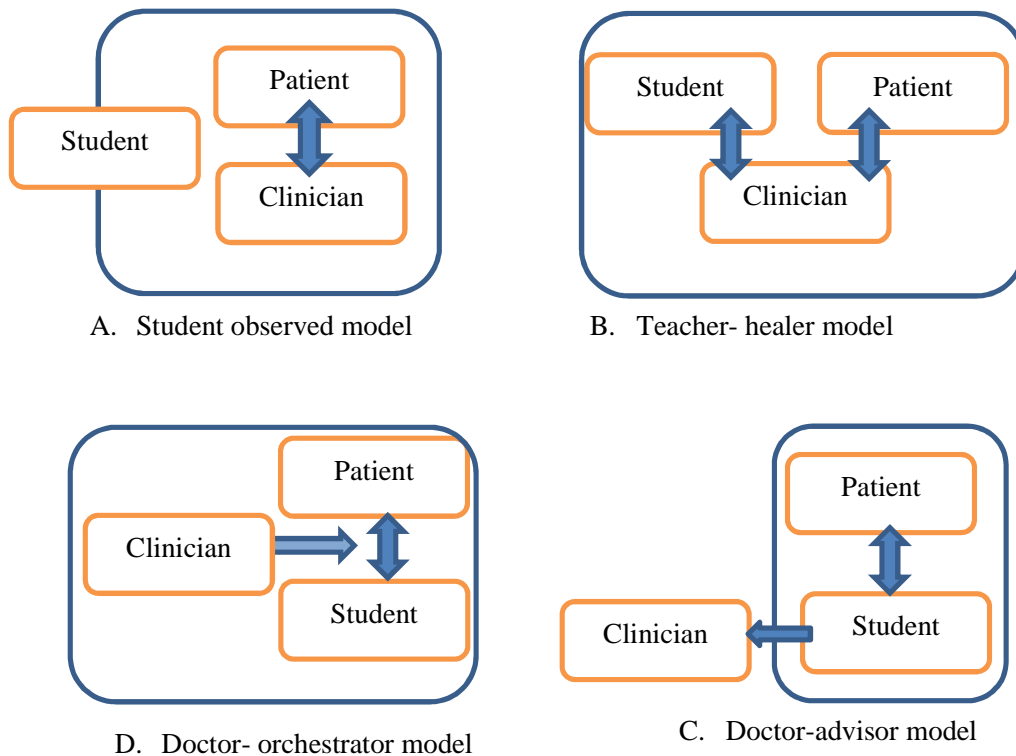 Patient
Student
Clinician
A. Student observed model
Student
Patient
Clinician
B. Teacher- healer model
Patient
Clinician
Student
D. Doctor- orchestrator model
Patient
Student
Clinician
C. Doctor-advisor model